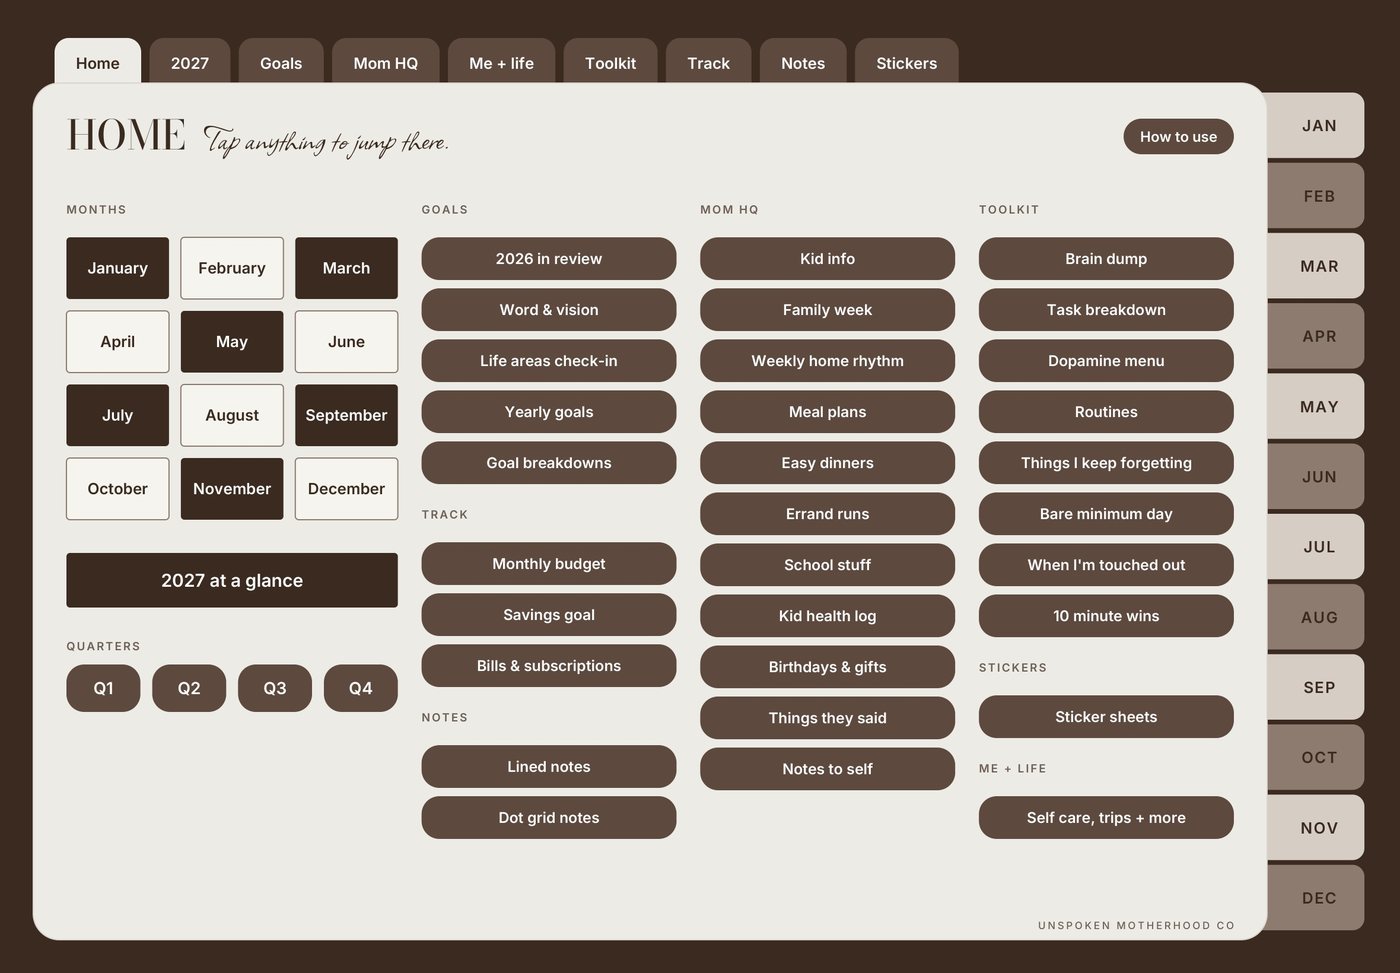 Home
2027
Goals
Mom HQ
Me + life
Toolkit
Track
Notes
Stickers
HOME
Tap anything to jump there.
How to use
MONTHS
January
February
March
April
May
June
July
August
September
October
November
December
2027 at a glance
QUARTERS
Q1
Q2
Q3
Q4
GOALS
2026 in review
Word & vision
Life areas check-in
Yearly goals
Goal breakdowns
TRACK
Monthly budget
Savings goal
Bills & subscriptions
NOTES
Lined notes
Dot grid notes
MOM HQ
Kid info
Family week
Weekly home rhythm
Meal plans
Easy dinners
Errand runs
School stuff
Kid health log
Birthdays & gifts
Things they said
Notes to self
TOOLKIT
Brain dump
Task breakdown
Dopamine menu
Routines
Things I keep forgetting
Bare minimum day
When I'm touched out
10 minute wins
STICKERS
Sticker sheets
ME + LIFE
Self care, trips + more
JAN
FEB
MAR
APR
MAY
JUN
JUL
AUG
SEP
OCT
NOV
DEC
UNSPOKEN MOTHERHOOD CO